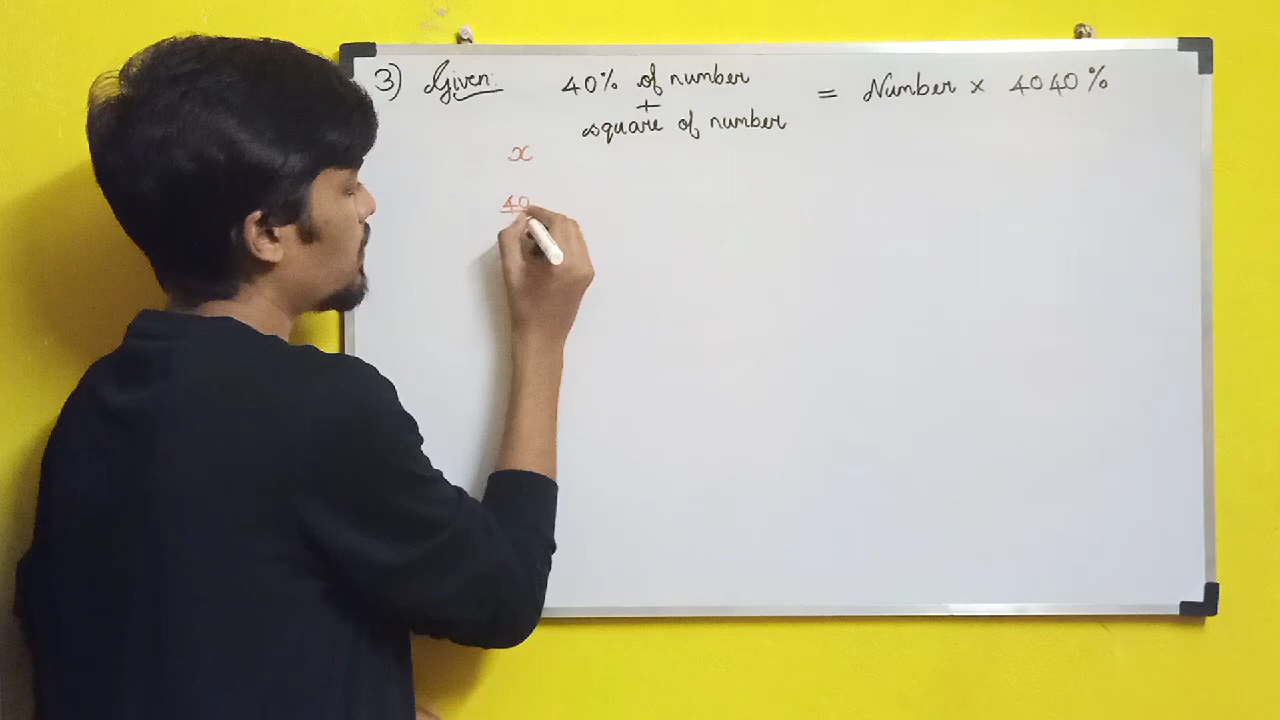 3) Given: 40% of number
+
square of number
= Number × 4040%
x
40